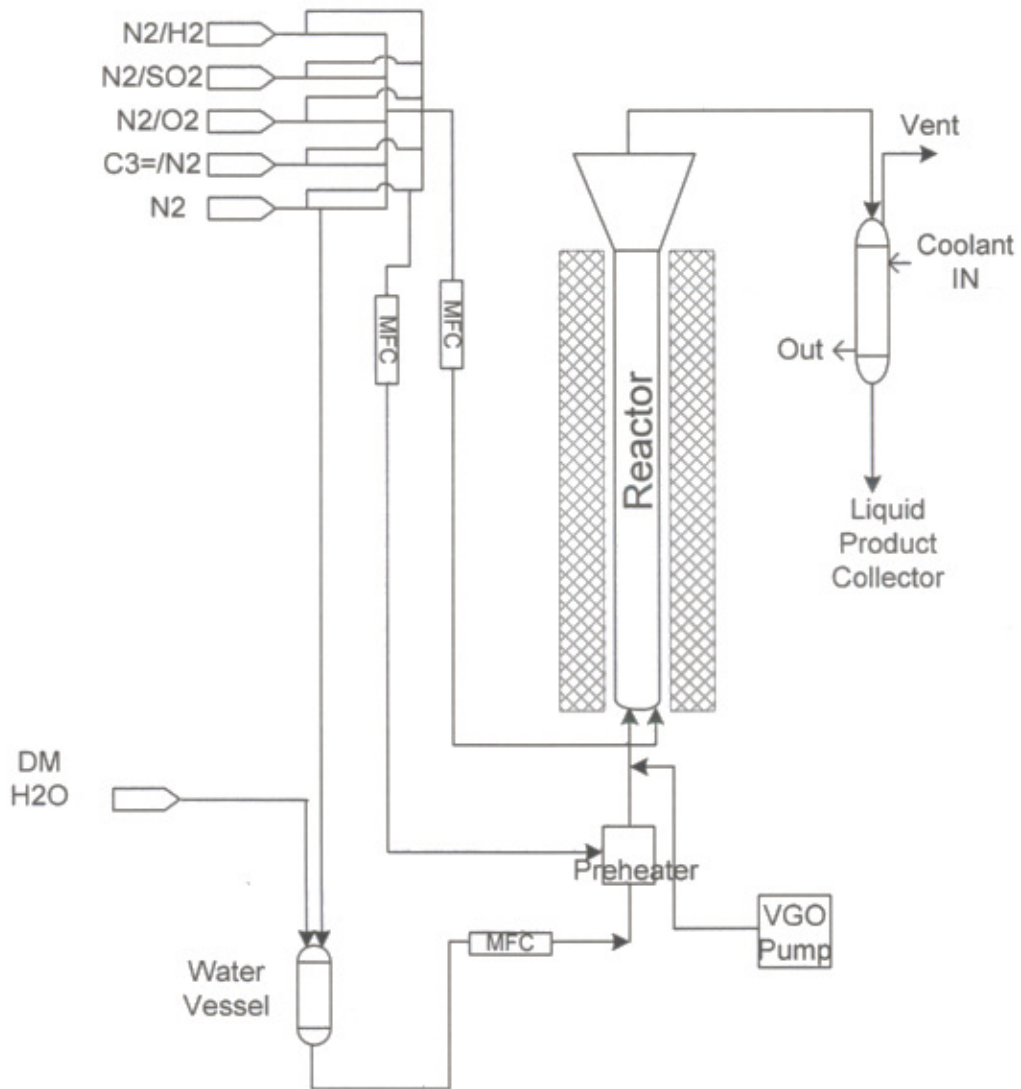 N2/H2
N2/SO2
N2/O2
C3=/N2
N2
Vent
Coolant
IN
Out
MFC
MFC
Reactor
Liquid
Product
Collector
DM
H2O
Preheater
VGO
Pump
MFC
Water
Vessel